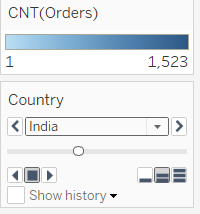 CNT(Orders)
1 1,523
Country
India
Show history